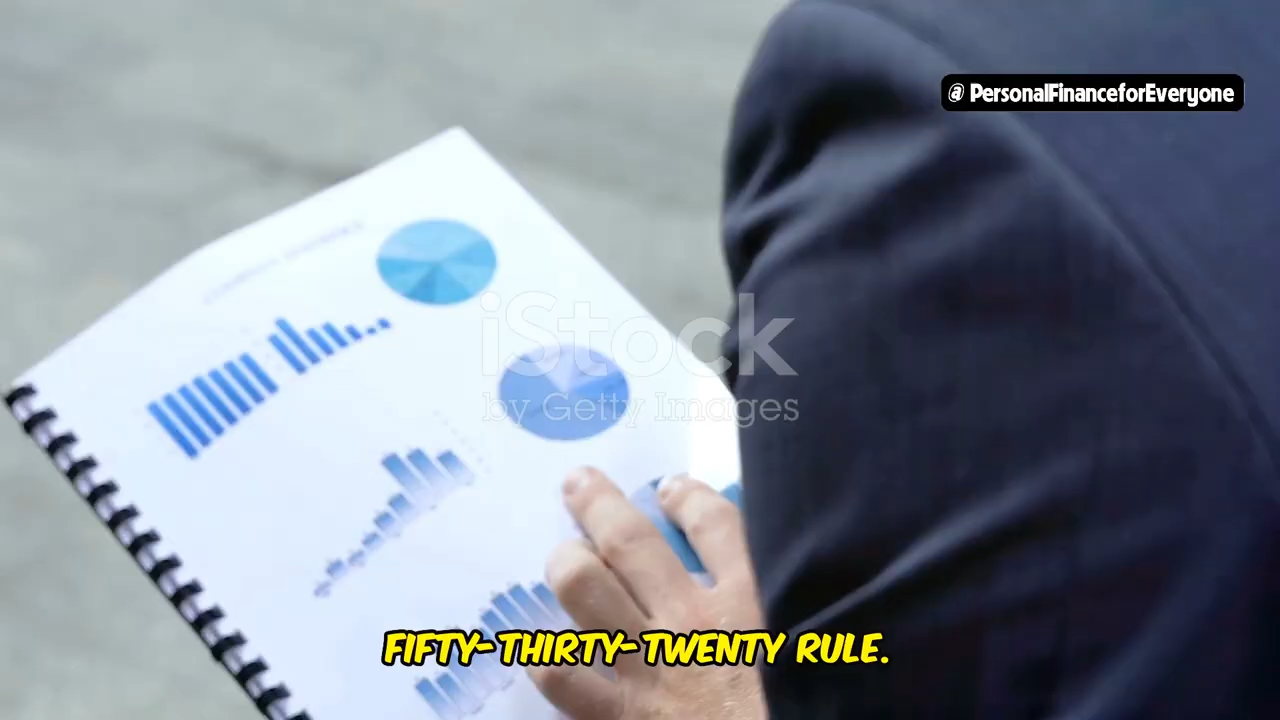 @ PersonalFinanceforEveryone
iStock
by Getty Images
FIFTY-THIRTY-TWENTY RULE.